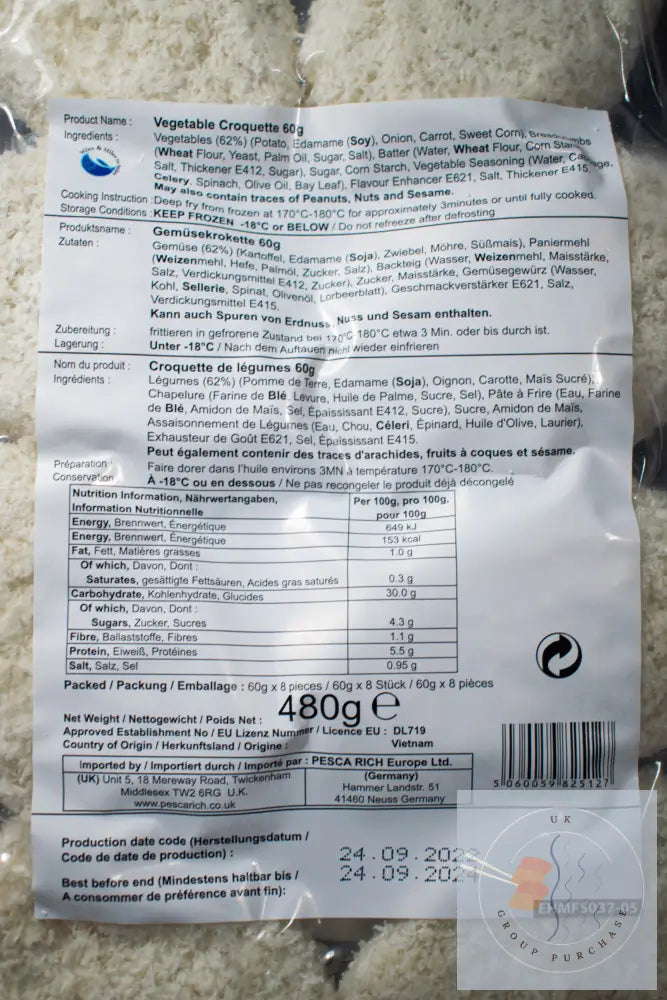 Product Name : Vegetable Croquette 60g
Ingredients : Vegetables (62%) (Potato, Edamame (Soy), Onion, Carrot, Sweet Corn), Breadcrumbs
(Wheat Flour, Yeast, Palm Oil, Sugar, Salt), Batter (Water, Wheat Flour, Corn Starch,
Salt, Thickener E412, Sugar), Sugar, Corn Starch, Vegetable Seasoning (Water, Cabbage,
Celery, Spinach, Olive Oil, Bay Leaf), Flavour Enhancer E621, Salt, Thickener E415.
May also contain traces of Peanuts, Nuts and Sesame.
Cooking Instruction : Deep fry from frozen at 170°C-180°C for approximately 3minutes or until fully cooked.
Storage Conditions : KEEP FROZEN -18°C or BELOW / Do not refreeze after defrosting
Produktsname : Gemüsekrokette 60g
Zutaten : Gemüse (62%) (Kartoffel, Edamame (Soja), Zwiebel, Möhre, Süßmais), Paniermehl
(Weizenmehl, Hefe, Palmöl, Zucker, Salz), Backteig (Wasser, Weizenmehl, Maisstärke,
Salz, Verdickungsmittel E412, Zucker), Zucker, Maisstärke, Gemüsegewürz (Wasser,
Kohl, Sellerie, Spinat, Olivenöl, Lorbeerblatt), Geschmackverstärker E621, Salz,
Verdickungsmittel E415.
Kann auch Spuren von Erdnuss, Nuss und Sesam enthalten.
Zubereitung : frittieren in gefrorene Zustand bei 170°C 180°C etwa 3 Min. oder bis durch ist.
Lagerung : Unter -18°C / Nach dem Auftauen nicht wieder einfrieren
Nom du produit : Croquette de légumes 60g
Ingrédients : Légumes (62%) (Pomme de Terre, Edamame (Soja), Oignon, Carotte, Maïs Sucré),
Chapelure (Farine de Blé, Levure, Huile de Palme, Sucre, Sel), Pâte à Frire (Eau, Farine
de Blé, Amidon de Maïs, Sel, Épaississant E412, Sucre), Sucre, Amidon de Maïs,
Assaisonnement de Légumes (Eau, Chou, Céleri, Épinard, Huile d'Olive, Laurier),
Exhausteur de Goût E621, Sel, Épaississant E415.
Peut également contenir des traces d'arachides, fruits à coques et sésame.
Préparation : Faire dorer dans l'huile environs 3MN à température 170°C-180°C.
Conservation À -18°C ou en dessous / Ne pas recongeler le produit déjà décongelé
Nutrition Information, Nährwertangaben, Per 100g, pro 100g,
Information Nutritionnelle pour 100g
Energy, Brennwert, Énergétique 649 kJ
Energy, Brennwert, Énergétique 153 kcal
Fat, Fett, Matières grasses 1.0 g
Of which, Davon, Dont :
Saturates, gesättigte Fettsäuren, Acides gras saturés 0.3 g
Carbohydrate, Kohlenhydrate, Glucides 30.0 g
Of which, Davon, Dont :
Sugars, Zucker, Sucres 4.3 g
Fibre, Ballaststoffe, Fibres 1.1 g
Protein, Eiweiß, Protéines 5.5 g
Salt, Salz, Sel 0.95 g
Packed / Packung / Emballage : 60g x 8 pieces / 60g x 8 Stück / 60g x 8 pièces
Net Weight / Nettogewicht / Poids Net : 480g e
Approved Establishment No / EU Lizenz Nummer / Licence EU : DL719
Country of Origin / Herkunftsland / Origine : Vietnam
Imported by / Importiert durch / Importé par : PESCA RICH Europe Ltd.
(UK) Unit 5, 18 Mereway Road, Twickenham (Germany)
Middlesex TW2 6RG U.K. Hammer Landstr. 51
www.pescarich.co.uk 41460 Neuss Germany
5 060059 825127
Production date code (Herstellungsdatum /
Code de date de production) : 24.09.2022
Best before end (Mindestens haltbar bis / 24.09.2024
A consommer de préférence avant fin):
UK
EHMFS037-05
GROUP PURCHASE